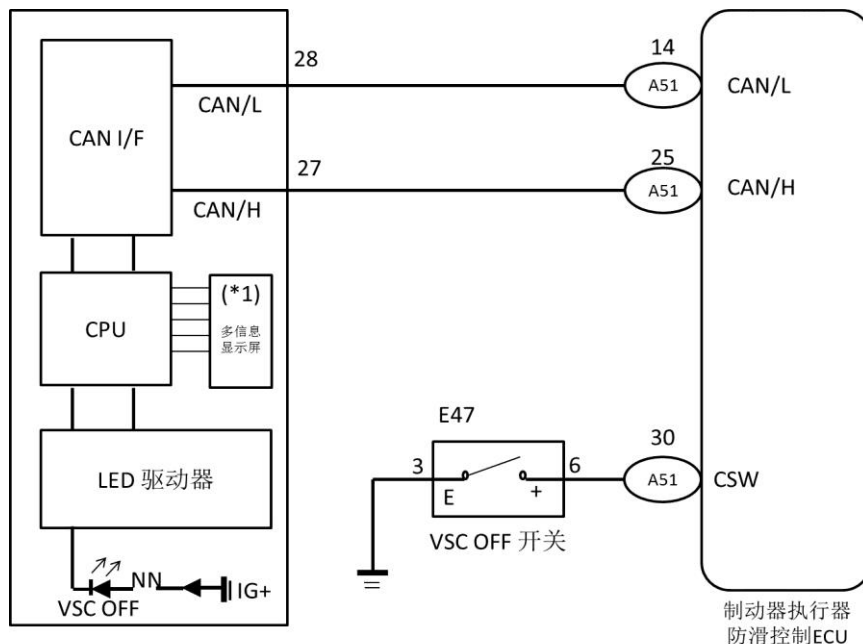 28
14
CAN/L
A51
CAN/L
CAN I/F
27
25
CAN/H
A51
CAN/H
CPU
(*1)
多信息
显示屏
E47
30
3
6
LED 驱动器
E
+
A51
CSW
VSC OFF 开关
NN
IG+
VSC OFF
制动器执行器
防滑控制ECU